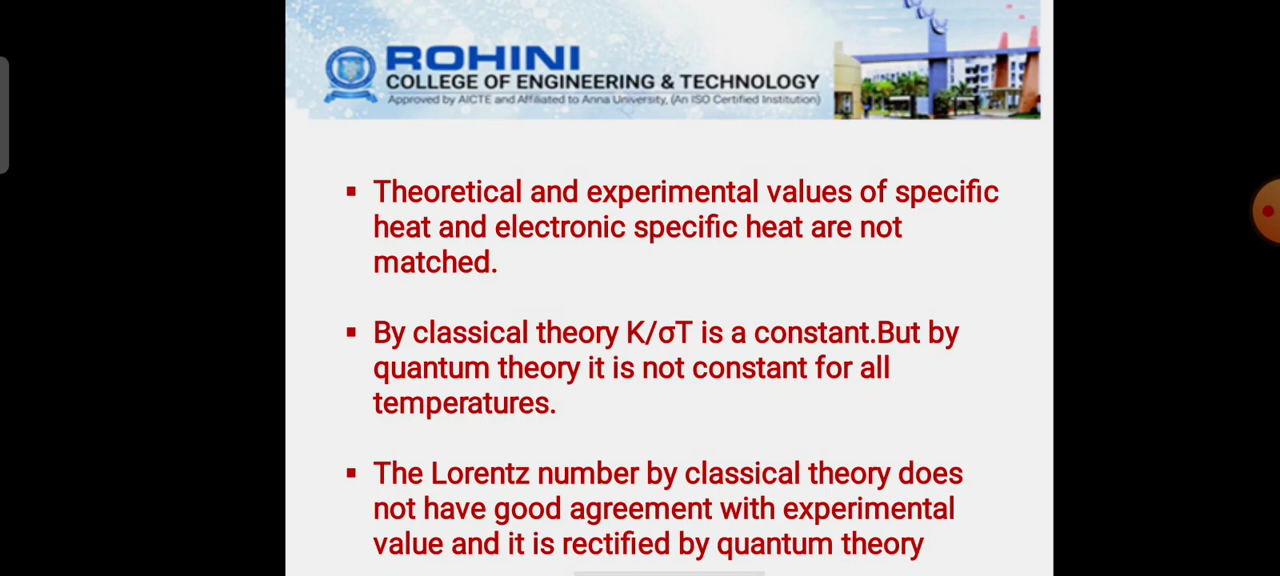 ROHINI
COLLEGE OF ENGINEERING & TECHNOLOGY
Approved by AICTE and Affiliated to Anna University, (An ISO Certified Institution)
▪ Theoretical and experimental values of specific
heat and electronic specific heat are not
matched.
▪ By classical theory K/σT is a constant.But by
quantum theory it is not constant for all
temperatures.
▪ The Lorentz number by classical theory does
not have good agreement with experimental
value and it is rectified by quantum theory